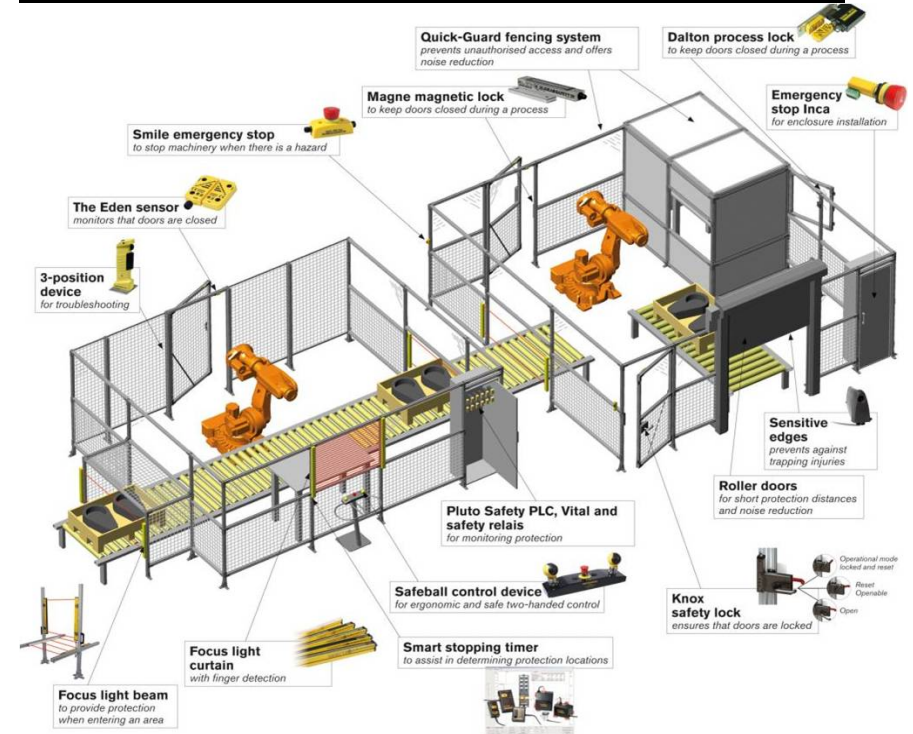 Quick-Guard fencing system
prevents unauthorised access and offers
noise reduction
Dalton process lock
to keep doors closed during a process
Magne magnetic lock
to keep doors closed during a process
Emergency
stop Inca
for enclosure installation
Smile emergency stop
to stop machinery when there is a hazard
The Eden sensor
monitors that doors are closed
3-position
device
for troubleshooting
Sensitive
edges
prevents against
trapping injuries
Roller doors
for short protection distances
and noise reduction
Pluto Safety PLC, Vital and
safety relais
for monitoring protection
Safeball control device
for ergonomic and safe two-handed control
Knox
safety lock
ensures that doors are locked
Operational mode
locked and reset
Reset
Openable
Open
Focus light
curtain
with finger detection
Smart stopping timer
to assist in determining protection locations
Focus light beam
to provide protection
when entering an area